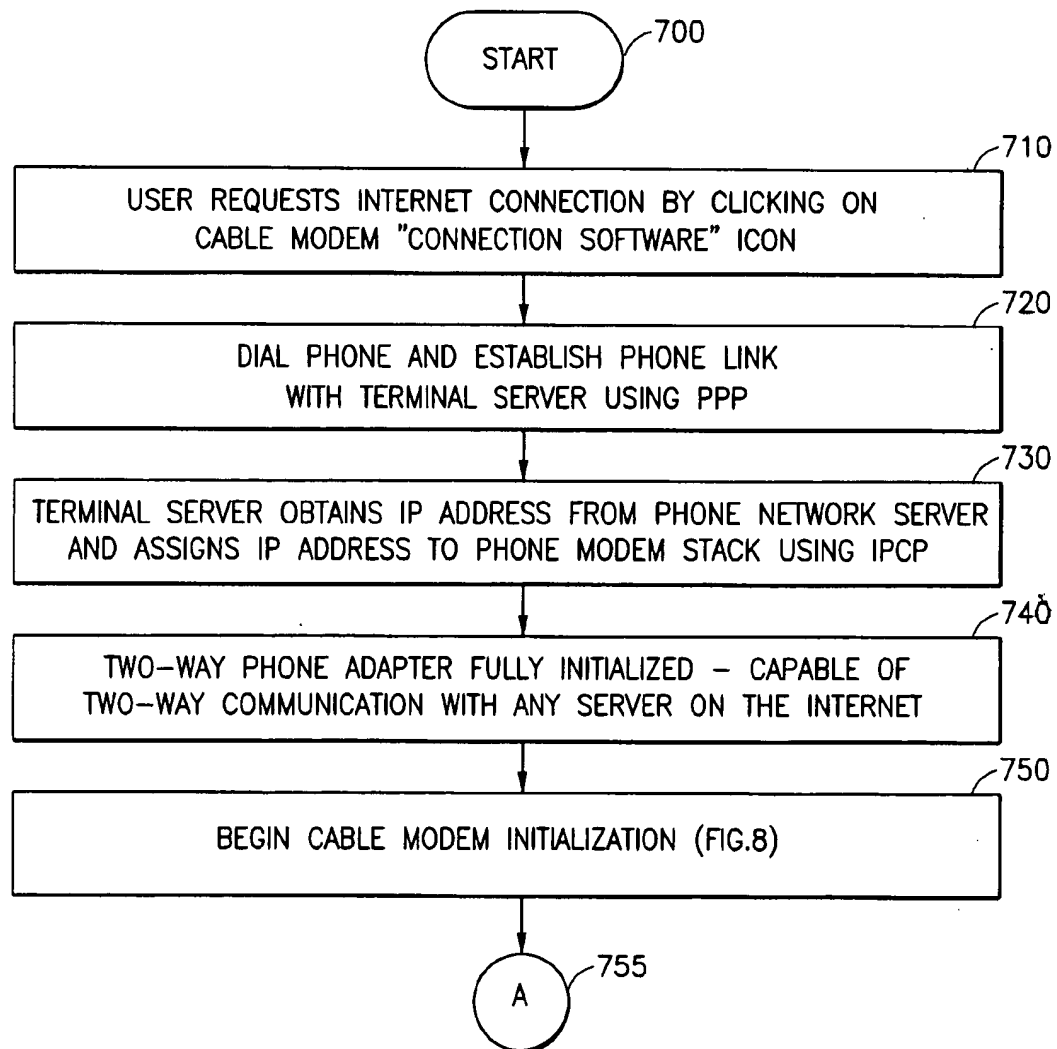 START
700
710
USER REQUESTS INTERNET CONNECTION BY CLICKING ON
CABLE MODEM "CONNECTION SOFTWARE" ICON
720
DIAL PHONE AND ESTABLISH PHONE LINK
WITH TERMINAL SERVER USING PPP
730
TERMINAL SERVER OBTAINS IP ADDRESS FROM PHONE NETWORK SERVER
AND ASSIGNS IP ADDRESS TO PHONE MODEM STACK USING IPCP
740
TWO-WAY PHONE ADAPTER FULLY INITIALIZED - CAPABLE OF
TWO-WAY COMMUNICATION WITH ANY SERVER ON THE INTERNET
750
BEGIN CABLE MODEM INITIALIZATION (FIG.8)
755
A